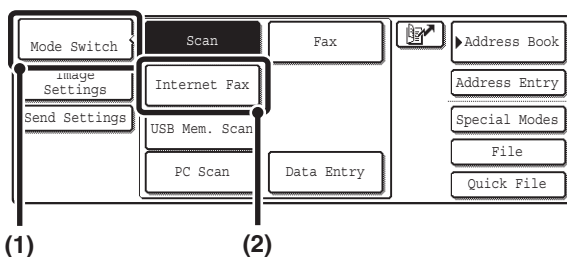 Mode Switch
Scan
Fax
Address Book
Image
Settings
Internet Fax
Address Entry
Send Settings
USB Mem. Scan
Special Modes
File
PC Scan
Data Entry
Quick File
(1)
(2)